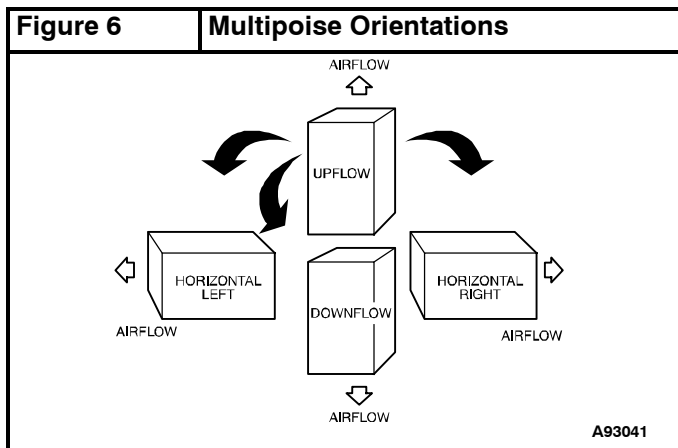 Figure 6
Multipoise Orientations
AIRFLOW
UPFLOW
HORIZONTAL
LEFT
AIRFLOW
DOWNFLOW
AIRFLOW
HORIZONTAL
RIGHT
AIRFLOW
A93041